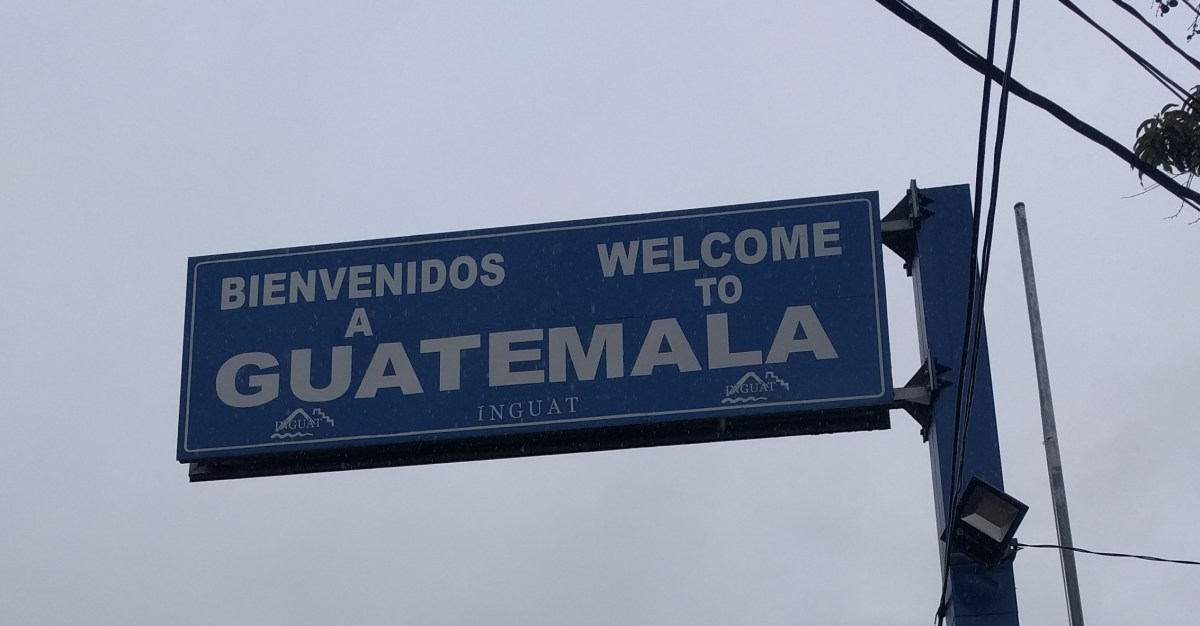 BIENVENIDOS WELCOME
A TO
GUATEMALA
INGUAT INGUAT INGUAT